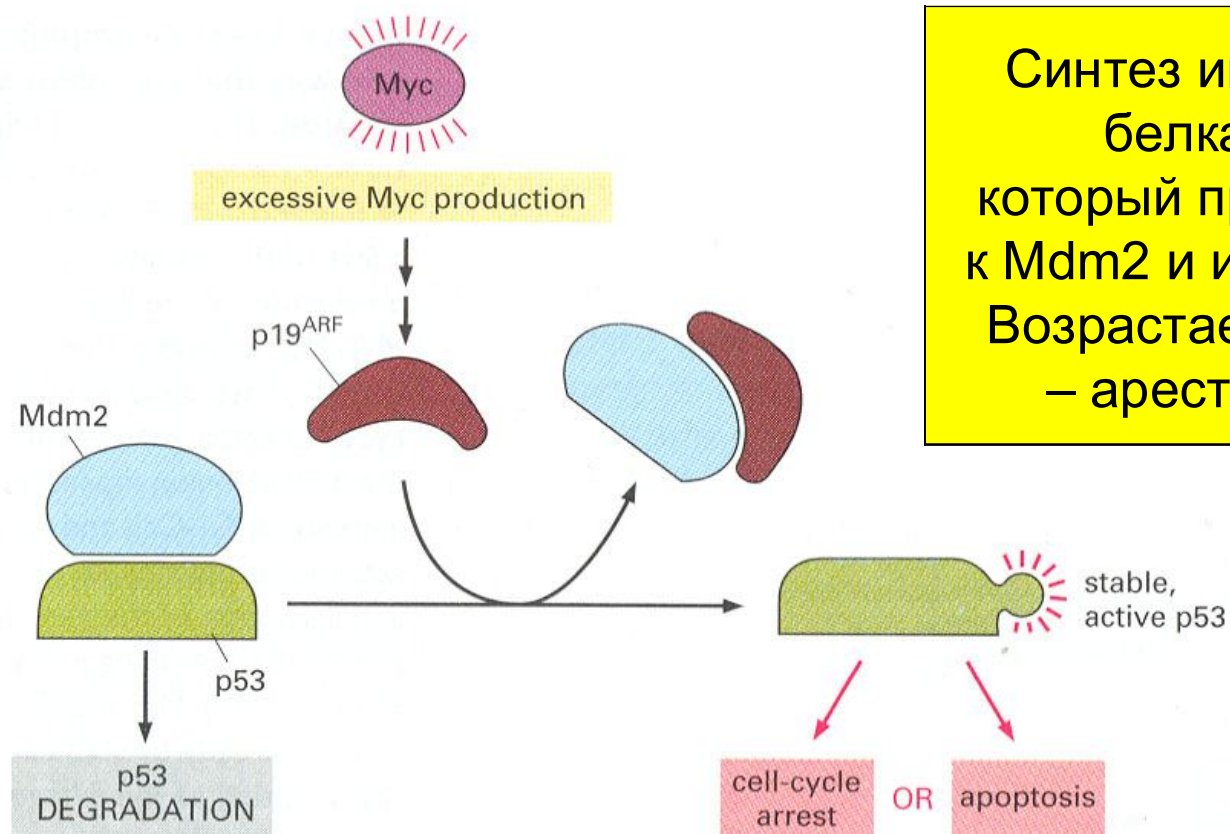 Myc
excessive Myc production
p19ARF
Mdm2
p53
p53
DEGRADATION
stable,
active p53
cell-cycle
arrest
OR
apoptosis
Синтез ин
белка
который пр
к Mdm2 и и
Возрастае
– арест